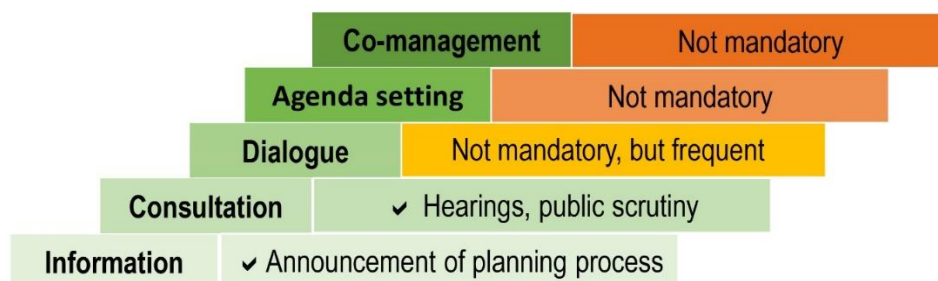 Co-management Not mandatory
Agenda setting Not mandatory
Dialogue Not mandatory, but frequent
Consultation ✔ Hearings, public scrutiny
Information ✔ Announcement of planning process